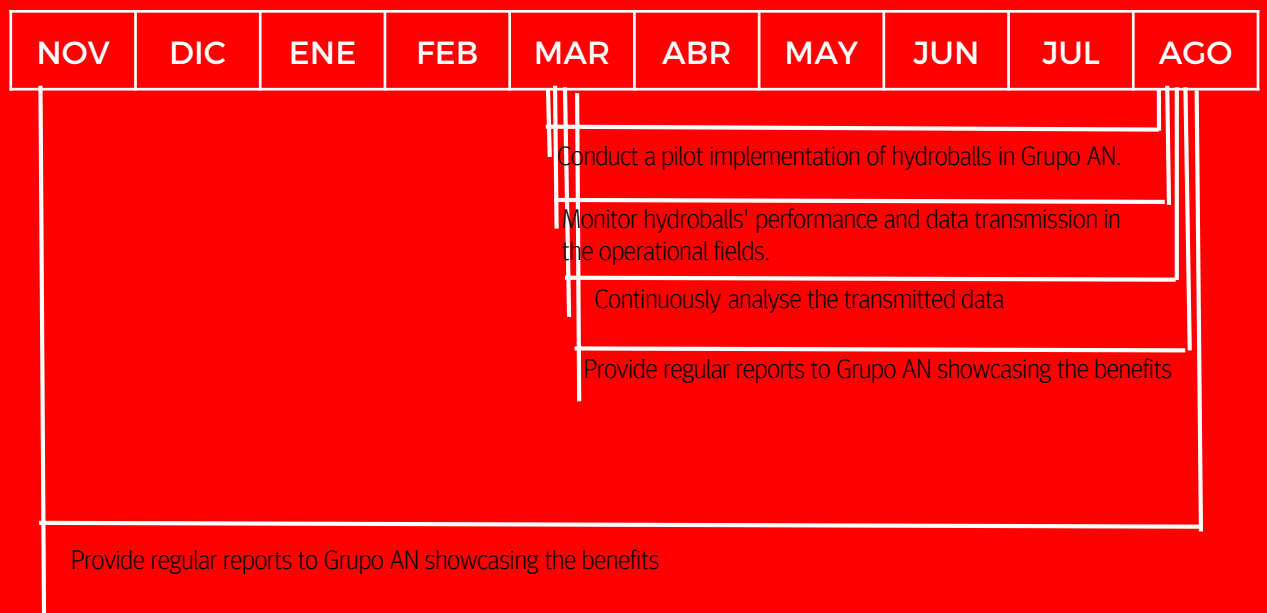 NOV DIC ENE FEB MAR ABR MAY JUN JUL AGO
Conduct a pilot implementation of hydroballs in Grupo AN.
Monitor hydroballs' performance and data transmission in
the operational fields.
Continuously analyse the transmitted data
Provide regular reports to Grupo AN showcasing the benefits
Provide regular reports to Grupo AN showcasing the benefits